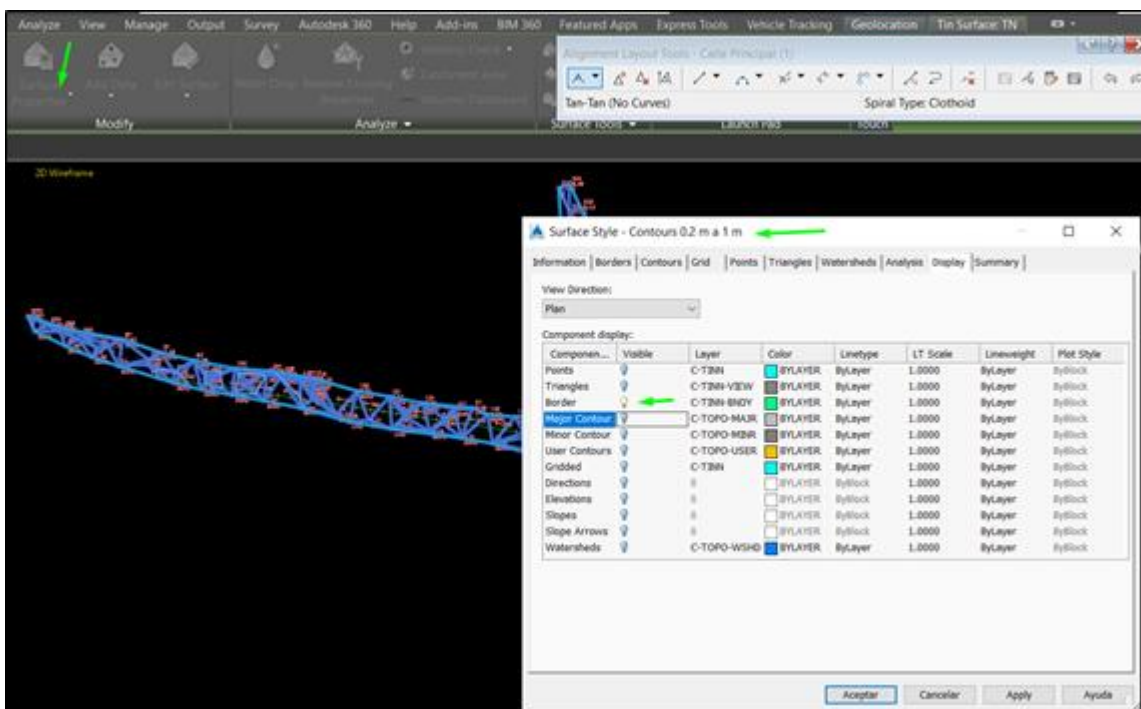 Analyze View Manage Output Survey Autodesk 360 Help Add-ins BIM 360 Featured Apps Express Tools Vehicle Tracking Geolocation Tin Surface: TN
Alignment Layout Tools - Calle Principal (1)
Tan-Tan (No Curves) Spiral Type: Clothoid
Modify Analyze Surface Tools Launch Pad Touch
2D Wireframe
Surface Style - Contours 0.2 m a 1 m
Information Borders Contours Grid Points Triangles Watersheds Analysis Display Summary
View Direction:
Plan
Component display:
Componen... Visible Layer Color Linetype LT Scale Lineweight Plot Style
Points C-TINN BYLAYER ByLayer 1.0000 ByLayer ByBlock
Triangles C-TINN-VIEW BYLAYER ByLayer 1.0000 ByLayer ByBlock
Border C-TINN-BNDY BYLAYER ByLayer 1.0000 ByLayer ByBlock
Major Contour C-TOPO-MAJR BYLAYER ByLayer 1.0000 ByLayer ByBlock
Minor Contour C-TOPO-MINR BYLAYER ByLayer 1.0000 ByLayer ByBlock
User Contours C-TOPO-USER BYLAYER ByLayer 1.0000 ByLayer ByBlock
Gridded C-TINN BYLAYER ByLayer 1.0000 ByLayer ByBlock
Directions 0 BYLAYER ByBlock 1.0000 ByLayer ByBlock
Elevations 0 BYLAYER ByBlock 1.0000 ByLayer ByBlock
Slopes 0 BYLAYER ByBlock 1.0000 ByLayer ByBlock
Slope Arrows 0 BYLAYER ByBlock 1.0000 ByLayer ByBlock
Watersheds C-TOPO-WSHD BYLAYER ByLayer 1.0000 ByLayer ByBlock
Aceptar Cancelar Apply Ayuda